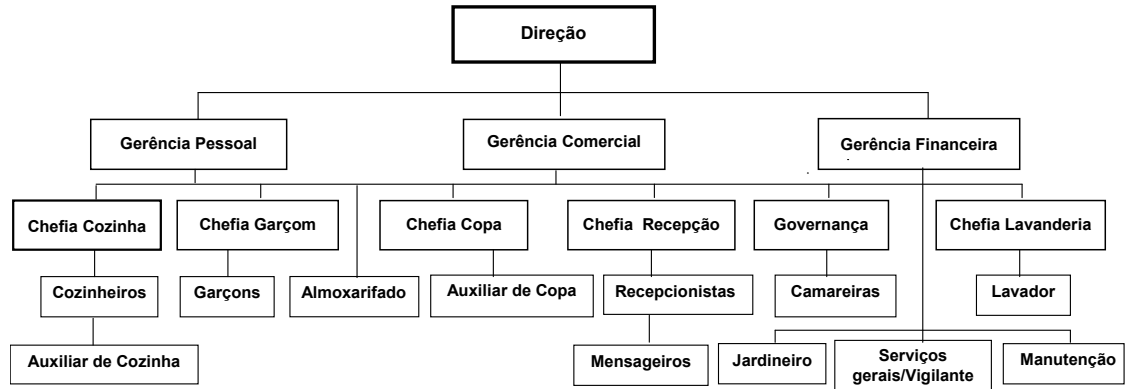 Direção
Gerência Pessoal
Gerência Comercial
Gerência Financeira
Chefia Cozinha
Chefia Garçom
Chefia Copa
Chefia Recepção
Governança
Chefia Lavanderia
Cozinheiros
Garçons
Almoxarifado
Auxiliar de Copa
Recepcionistas
Camareiras
Lavador
Auxiliar de Cozinha
Mensageiros
Jardineiro
Serviços
gerais/Vigilante
Manutenção